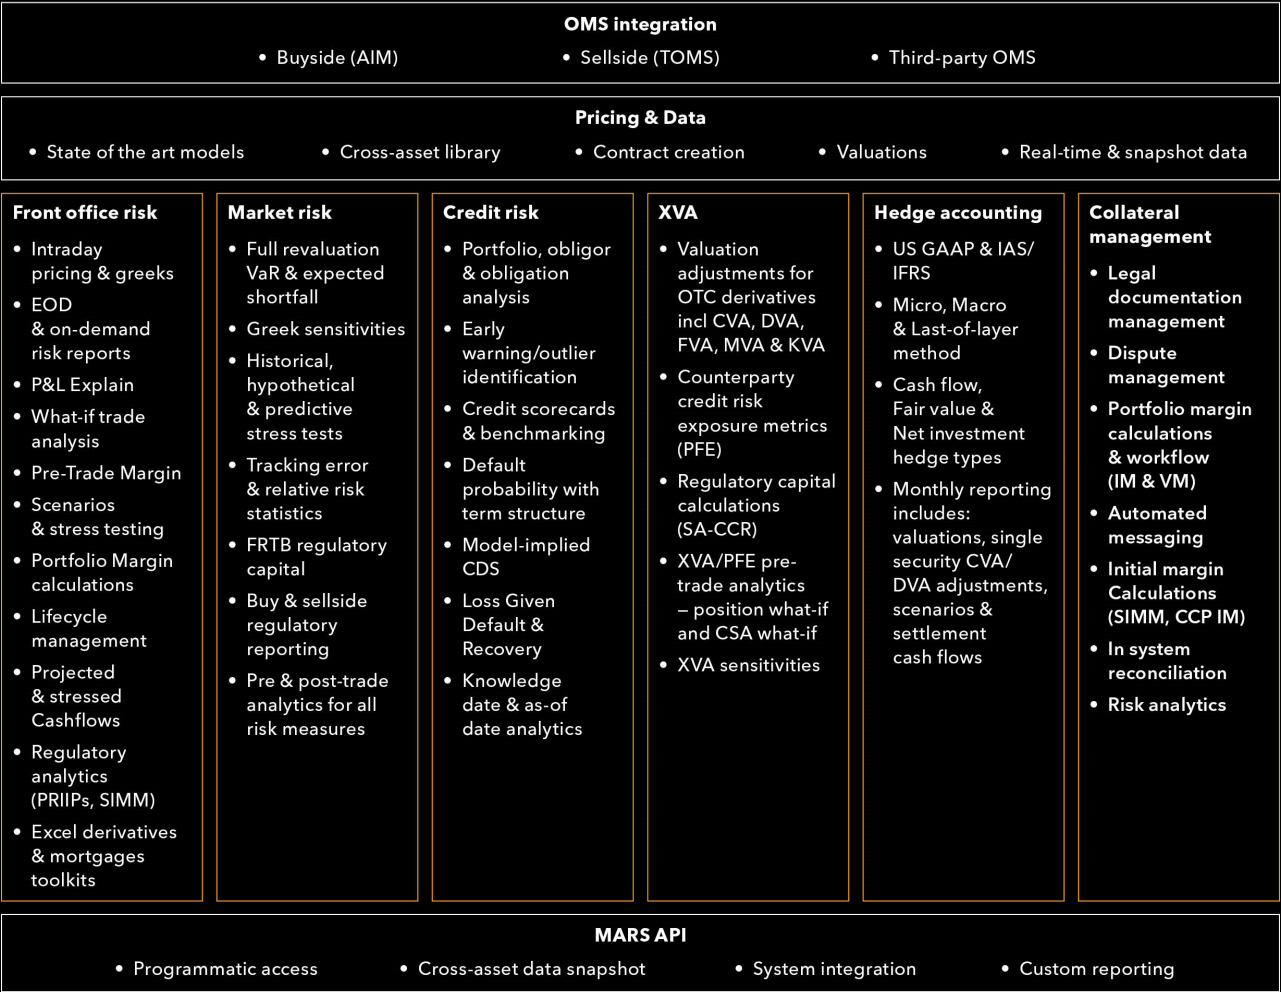 OMS integration
• Buyside (AIM) • Sellside (TOMS) • Third-party OMS
Pricing & Data
• State of the art models • Cross-asset library • Contract creation • Valuations • Real-time & snapshot data
Front office risk
• Intraday
pricing & greeks
• EOD
& on-demand
risk reports
• P&L Explain
• What-if trade
analysis
• Pre-Trade Margin
• Scenarios
& stress testing
• Portfolio Margin
calculations
• Lifecycle
management
• Projected
& stressed
Cashflows
• Regulatory
analytics
(PRIIPs, SIMM)
• Excel derivatives
& mortgages
toolkits
Market risk
• Full revaluation
VaR & expected
shortfall
• Greek sensitivities
• Historical,
hypothetical
& predictive
stress tests
• Tracking error
& relative risk
statistics
• FRTB regulatory
capital
• Buy & sellside
regulatory
reporting
• Pre & post-trade
analytics for all
risk measures
Credit risk
• Portfolio, obligor
& obligation
analysis
• Early
warning/outlier
identification
• Credit scorecards
& benchmarking
• Default
probability with
term structure
• Model-implied
CDS
• Loss Given
Default &
Recovery
• Knowledge
date & as-of
date analytics
XVA
• Valuation
adjustments for
OTC derivatives
incl CVA, DVA,
FVA, MVA & KVA
• Counterparty
credit risk
exposure metrics
(PFE)
• Regulatory capital
calculations
(SA-CCR)
• XVA/PFE pre-
trade analytics
– position what-if
and CSA what-if
• XVA sensitivities
Hedge accounting
• US GAAP & IAS/
IFRS
• Micro, Macro
& Last-of-layer
method
• Cash flow,
Fair value &
Net investment
hedge types
• Monthly reporting
includes:
valuations, single
security CVA/
DVA adjustments,
scenarios &
settlement
cash flows
Collateral
management
• Legal
documentation
management
• Dispute
management
• Portfolio margin
calculations
& workflow
(IM & VM)
• Automated
messaging
• Initial margin
Calculations
(SIMM, CCP IM)
• In system
reconciliation
• Risk analytics
MARS API
• Programmatic access • Cross-asset data snapshot • System integration • Custom reporting